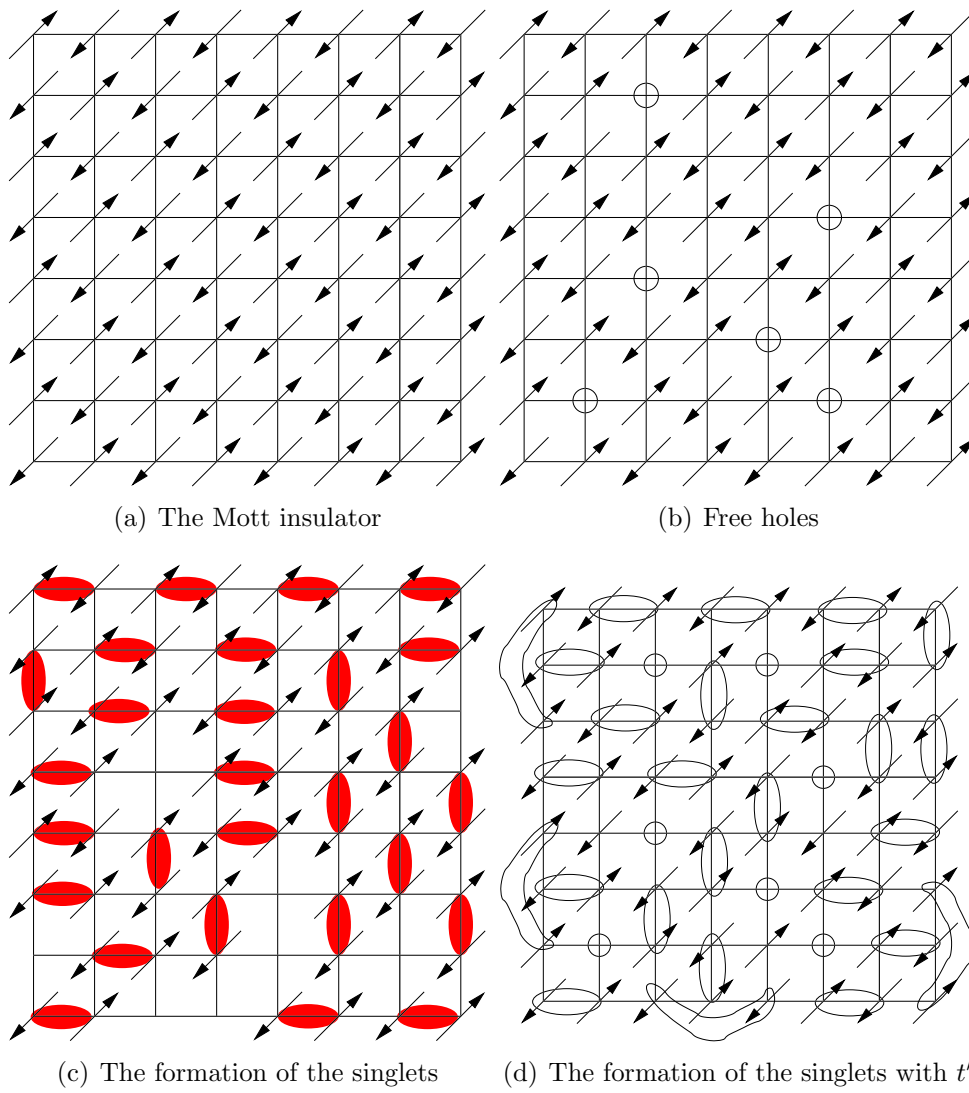 (a) The Mott insulator
(b) Free holes
(c) The formation of the singlets
(d) The formation of the singlets with t′